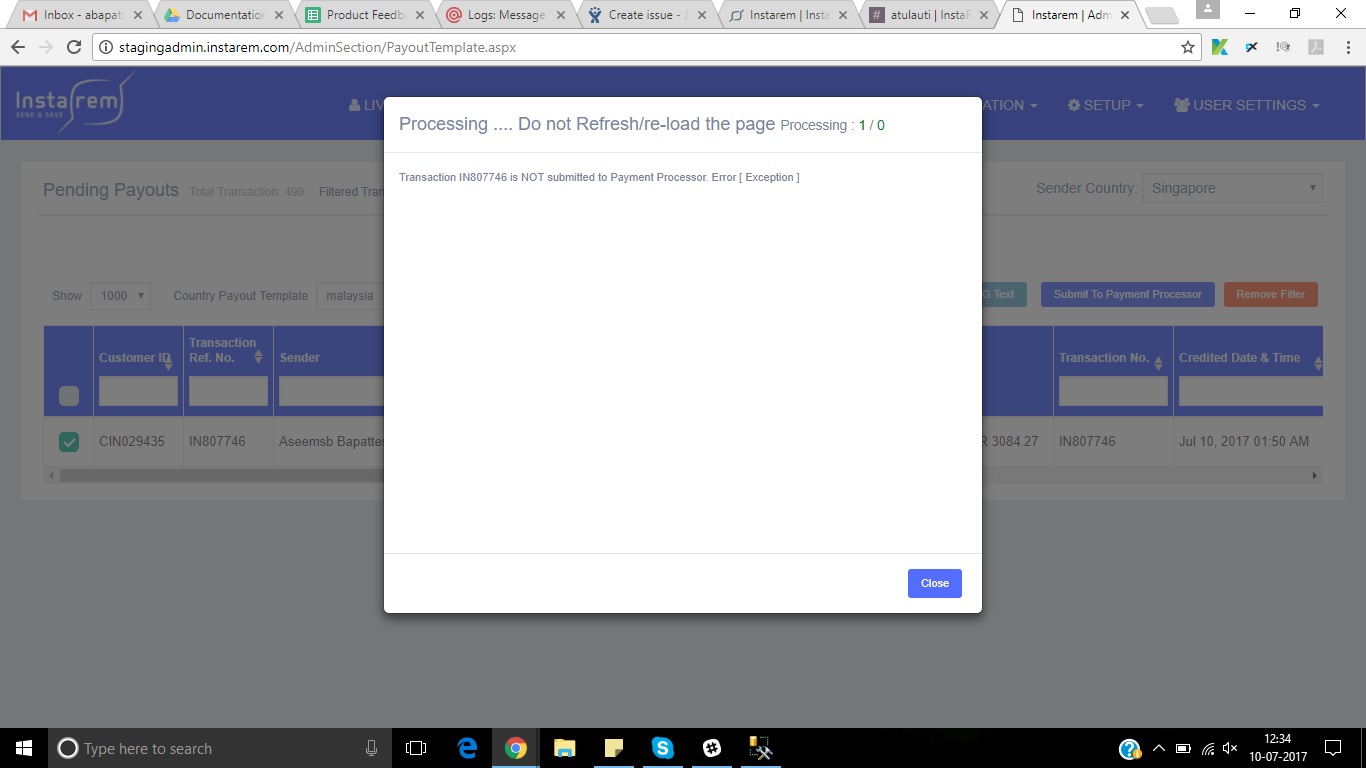 Inbox - abapatt
Documentation
Product Feedba
Logs: Message
Create issue - J
Instarem | Insta
atulauti | InstaR
Instarem | Adm
stagingadmin.instarem.com/AdminSection/PayoutTemplate.aspx
Instarem
SEND & SAVE
LIV
ATION
SETUP
USER SETTINGS
Processing .... Do not Refresh/re-load the page Processing : 1 / 0
Pending Payouts Total Transaction: 490 Filtered Tran
Sender Country: Singapore
Transaction IN807746 is NOT submitted to Payment Processor. Error [ Exception ]
Show 1000 Country Payout Template malaysia
G Text
Submit To Payment Processor
Remove Filter
Customer ID
Transaction
Ref. No.
Sender
Transaction No.
Credited Date & Time
CIN029435 IN807746 Aseemsb Bapattes
R 3084.27 IN807746 Jul 10, 2017 01:50 AM
Close
Type here to search
12:34
10-07-2017